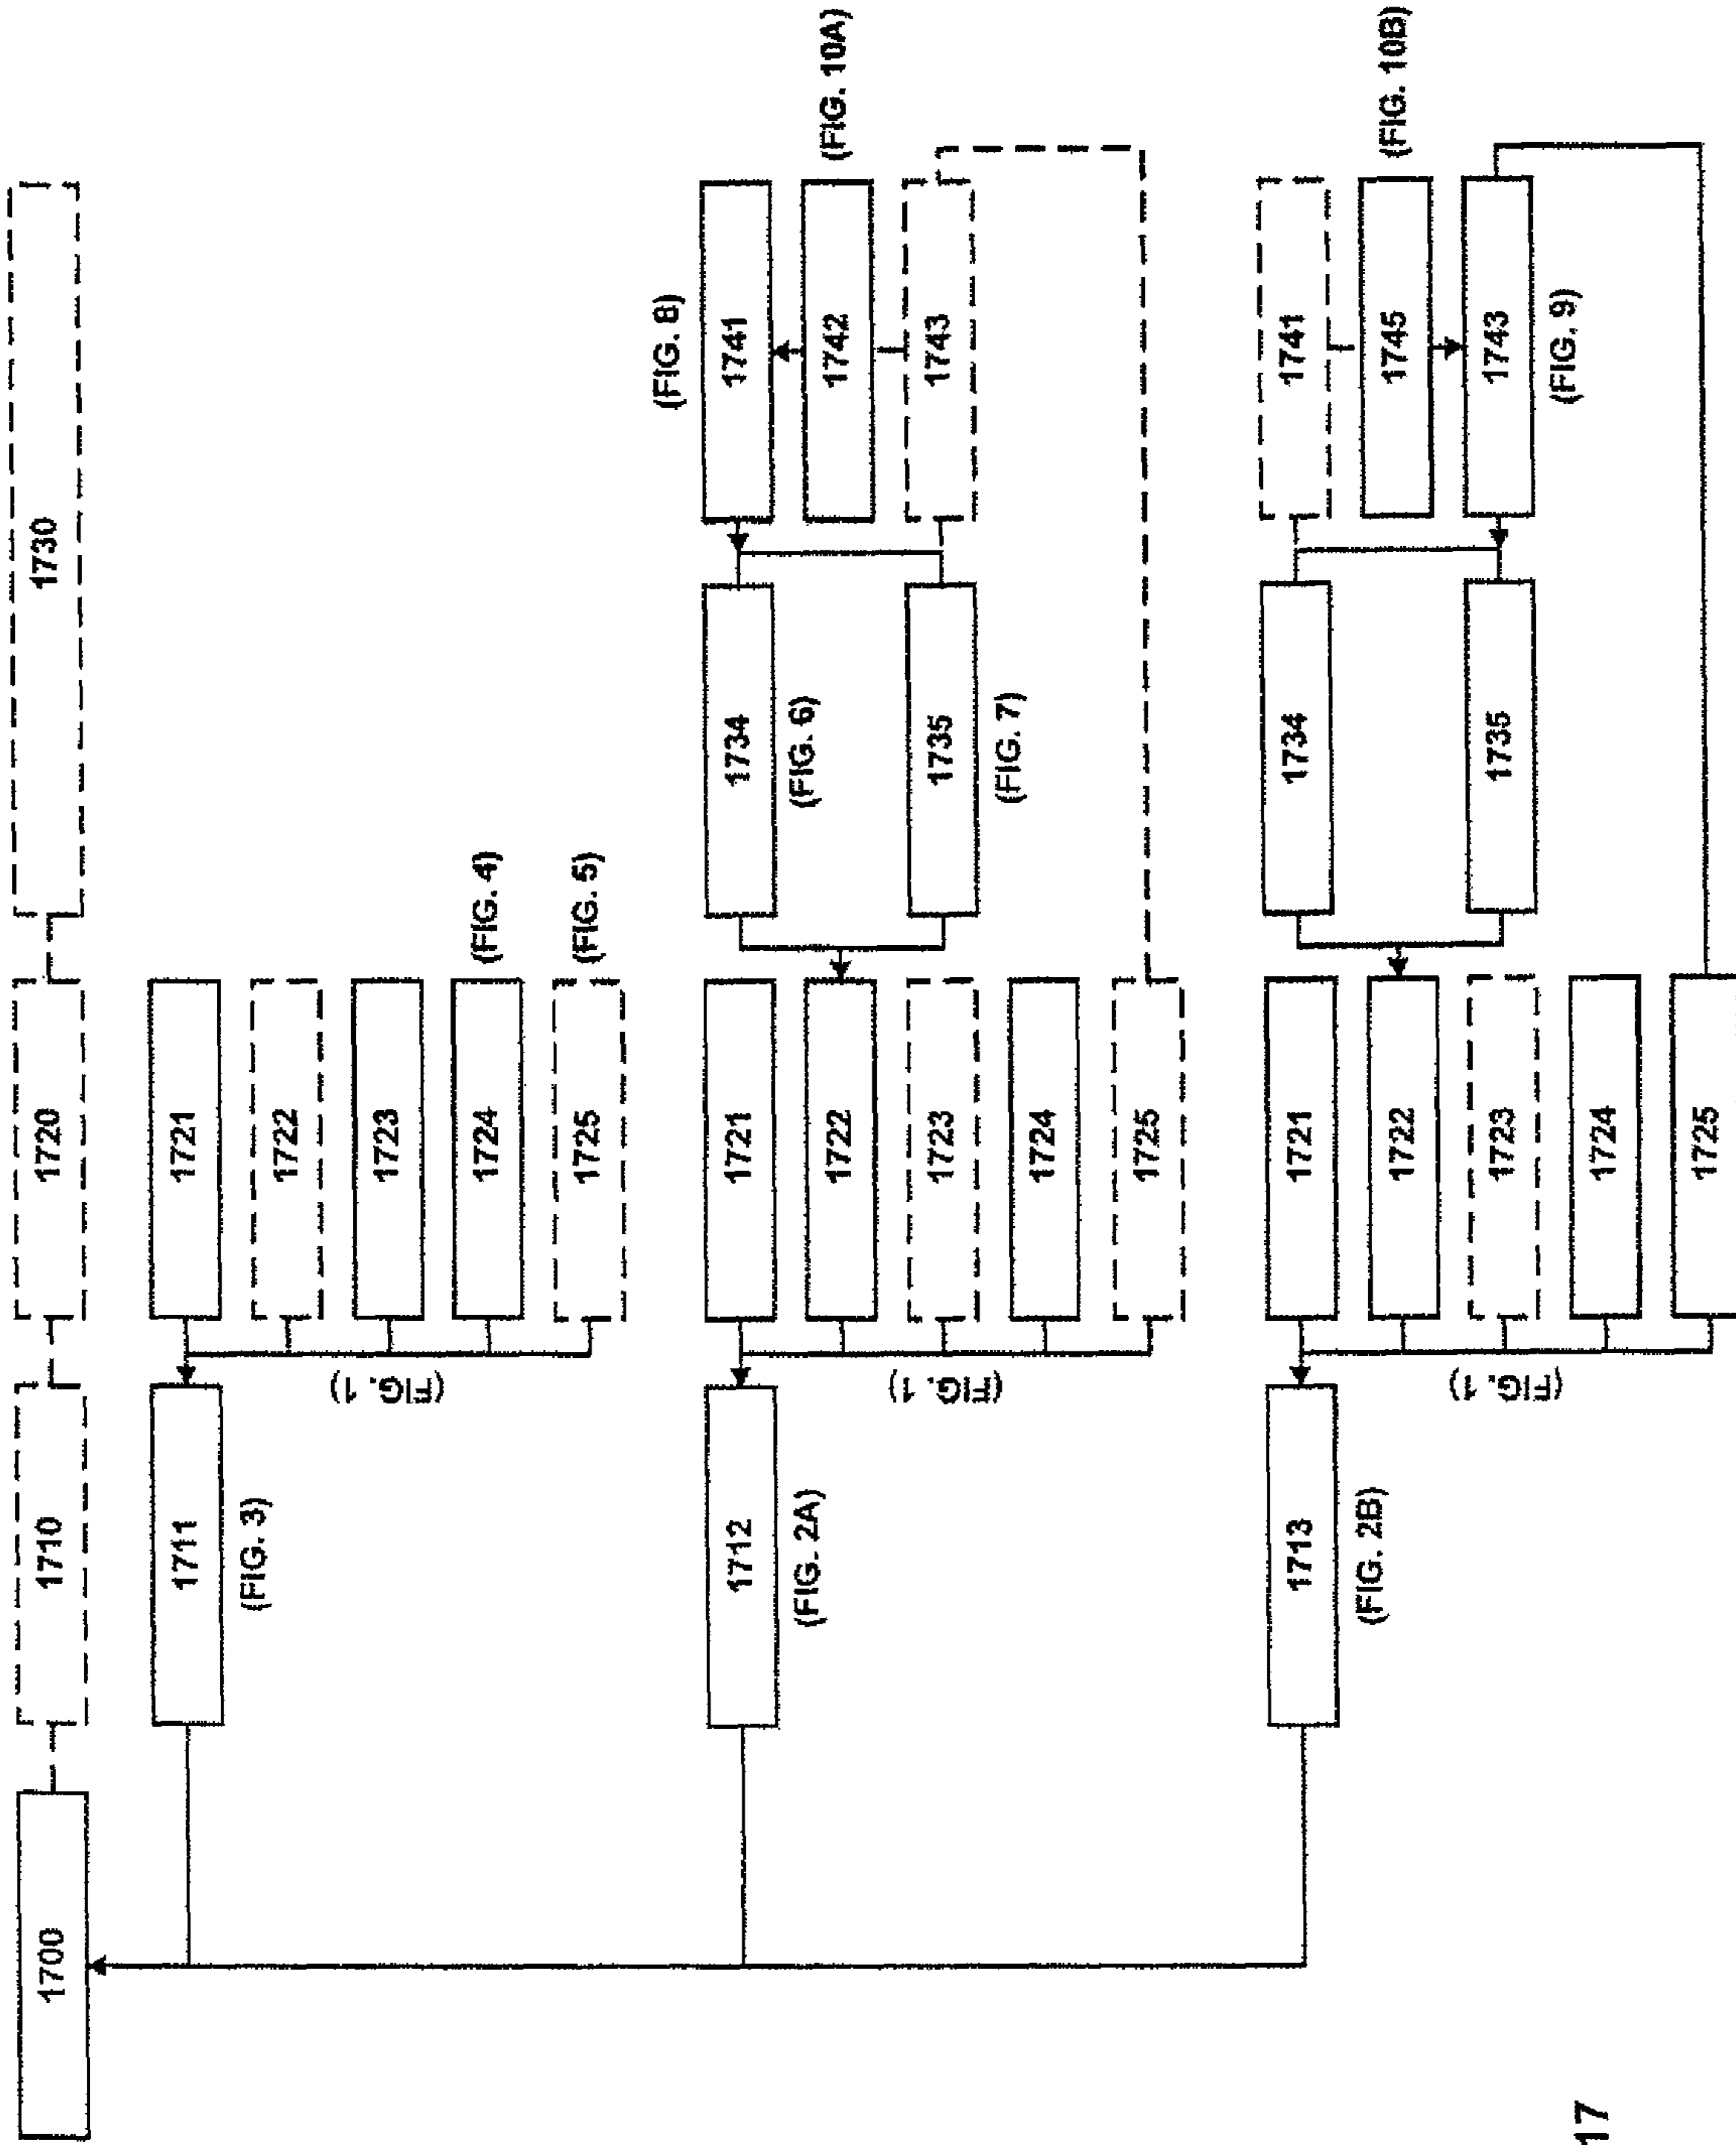 1700
1710
1720
1730
1711
(FIG. 3)
(FIG. 1)
1721
1722
1723
1724
(FIG. 4)
1725
(FIG. 5)
1712
(FIG. 2A)
(FIG. 1)
1721
1722
1723
1724
1725
1734
(FIG. 6)
1735
(FIG. 7)
(FIG. 8)
1741
1742
(FIG. 10A)
1743
1713
(FIG. 2B)
(FIG. 1)
1721
1722
1723
1724
1725
1734
1735
1741
1745
(FIG. 10B)
1743
(FIG. 9)
17